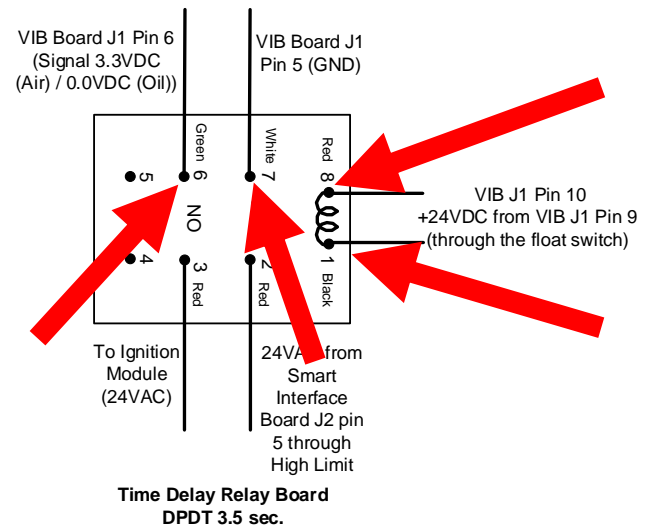 VIB Board J1 Pin 6
(Signal 3.3VDC
(Air) / 0.0VDC (Oil))
VIB Board J1
Pin 5 (GND)
Green
White
Red
5
6
7
8
NO
VIB J1 Pin 10
+24VDC from VIB J1 Pin 9
(through the float switch)
4
3
2
1
Red
Red
Black
To Ignition
Module
(24VAC)
24VAC from
Smart
Interface
Board J2 pin
5 through
High Limit
Time Delay Relay Board
DPDT 3.5 sec.